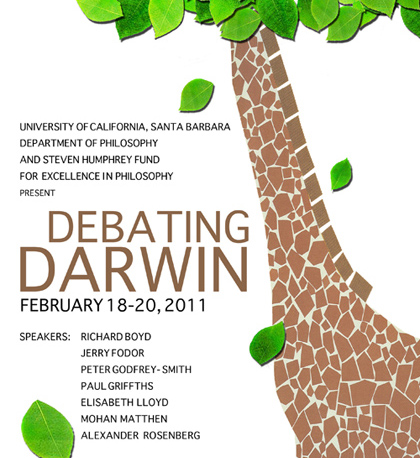 UNIVERSITY OF CALIFORNIA, SANTA BARBARA
DEPARTMENT OF PHILOSOPHY
AND STEVEN HUMPHREY FUND
FOR EXCELLENCE IN PHILOSOPHY
PRESENT
DEBATING
DARWIN
FEBRUARY 18-20, 2011
SPEAKERS: RICHARD BOYD
JERRY FODOR
PETER GODFREY- SMITH
PAUL GRIFFTHS
ELISABETH LLOYD
MOHAN MATTHEN
ALEXANDER ROSENBERG